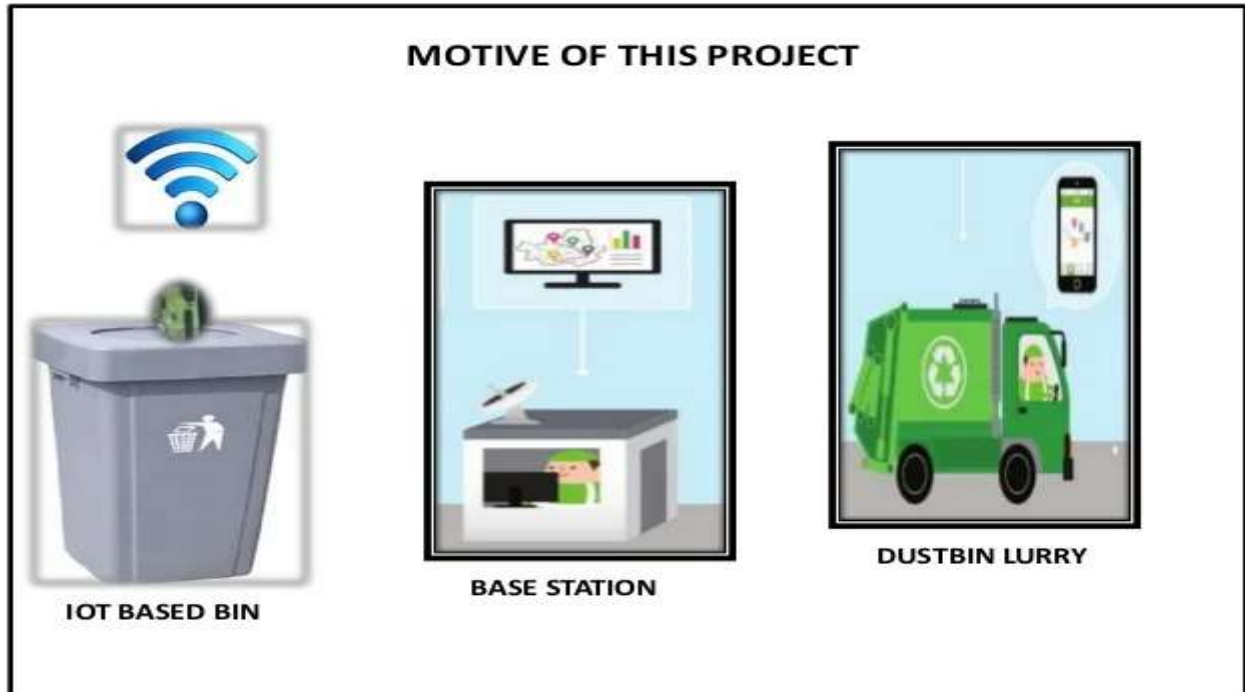 MOTIVE OF THIS PROJECT
IOT BASED BIN
BASE STATION
DUSTBIN LURRY